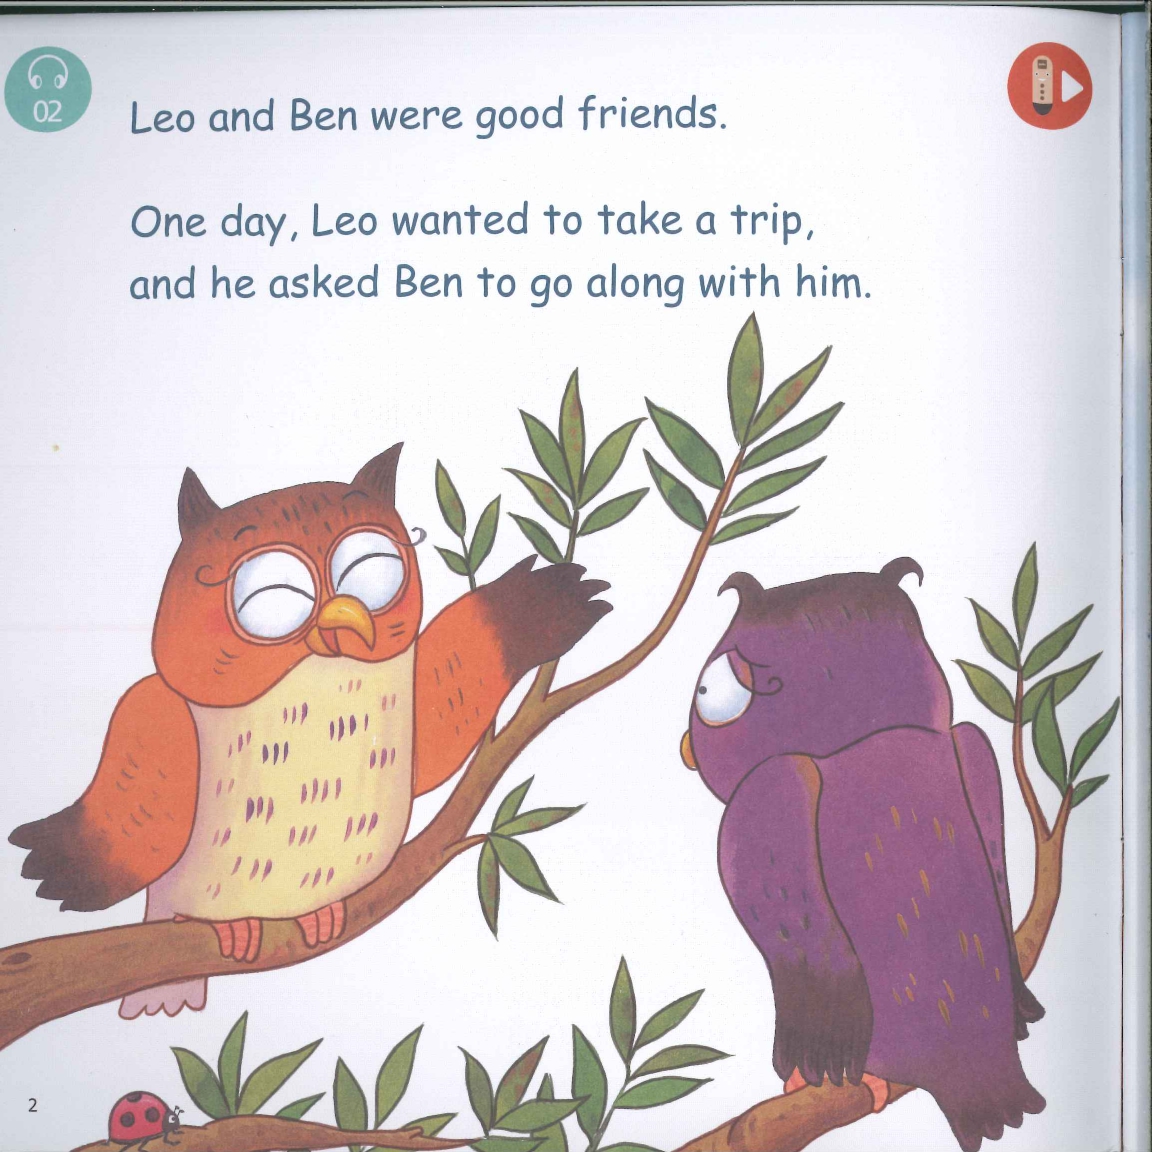 02
Leo and Ben were good friends.
One day, Leo wanted to take a trip,
and he asked Ben to go along with him.
2